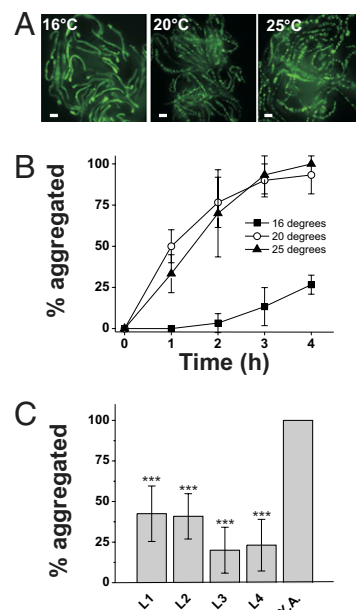 A
16°C 20°C 25°C
B
100
75
50
25
0
% aggregated
16 degrees
20 degrees
25 degrees
0 1 2 3 4
Time (h)
C
100
75
50
25
0
% aggregated
*** *** *** ***
L1 L2 L3 L4